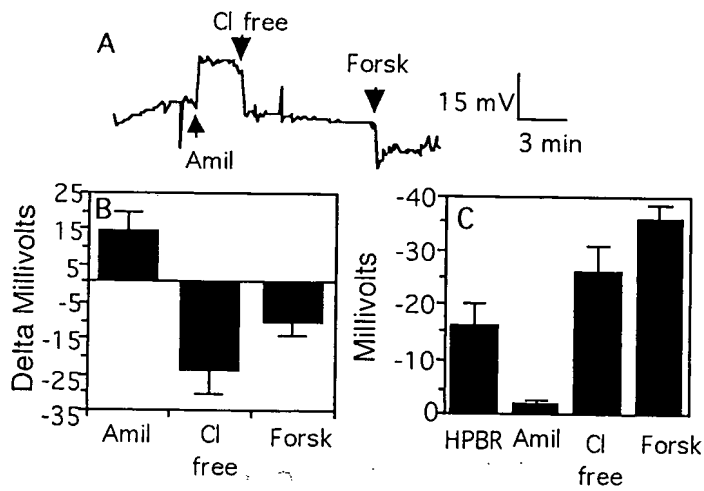 A
Cl free
Forsk
Amil
15 mV
3 min
B
Delta Millivolts
25
15
5
-5
-15
-25
-35
Amil
Cl
free
Forsk
C
Millivolts
-40
-30
-20
-10
0
HPBR
Amil
Cl
free
Forsk